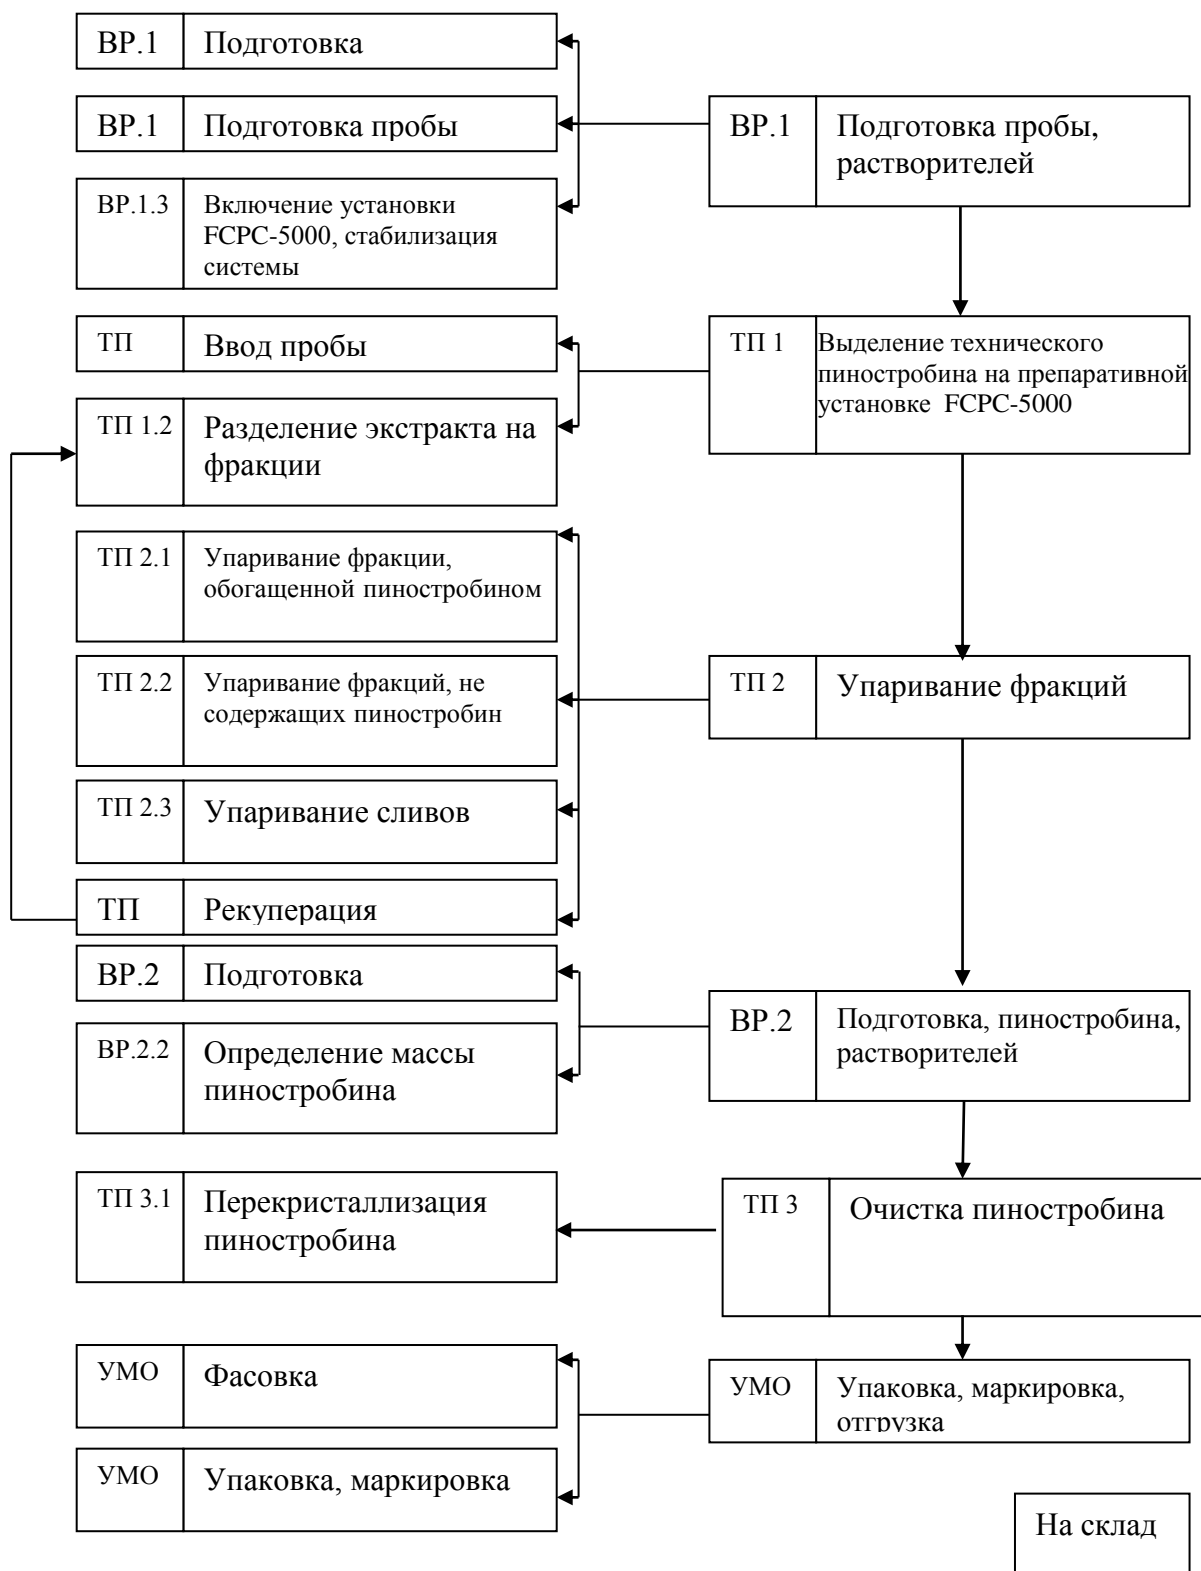 ВР.1 Подготовка
ВР.1 Подготовка пробы
ВР.1.3 Включение установки
FCPC-5000, стабилизация
системы
ТП Ввод пробы
ТП 1.2 Разделение экстракта на
фракции
ТП 2.1 Упаривание фракции,
обогащенной пиностробином
ТП 2.2 Упаривание фракций, не
содержащих пиностробин
ТП 2.3 Упаривание сливов
ТП Рекуперация
ВР.2 Подготовка
ВР.2.2 Определение массы
пиностробина
ТП 3.1 Перекристаллизация
пиностробина
УМО Фасовка
УМО Упаковка, маркировка
ВР.1 Подготовка пробы,
растворителей
ТП 1 Выделение технического
пиностробина на препаративной
установке FCPC-5000
ТП 2 Упаривание фракций
ВР.2 Подготовка, пиностробина,
растворителей
ТП 3 Очистка пиностробина
УМО Упаковка, маркировка,
отгрузка
На склад